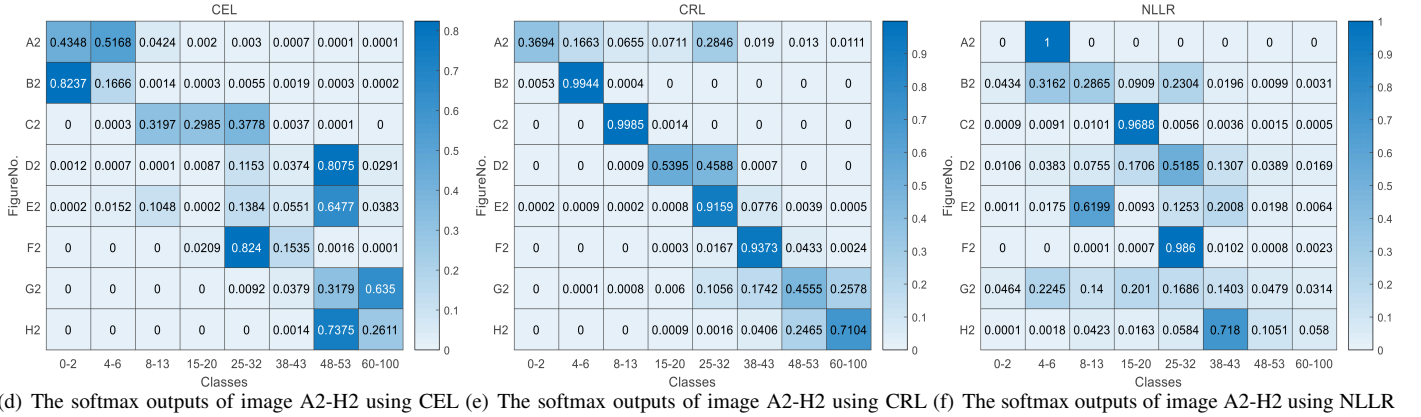 CEL
FigureNo.
A2 0.4348 0.5168 0.0424 0.002 0.003 0.0007 0.0001 0.0001
B2 0.8237 0.1666 0.0014 0.0003 0.0055 0.0019 0.0003 0.0002
C2 0 0.0003 0.3197 0.2985 0.3778 0.0037 0.0001 0
D2 0.0012 0.0007 0.0001 0.0087 0.1153 0.0374 0.8075 0.0291
E2 0.0002 0.0152 0.1048 0.0002 0.1384 0.0551 0.6477 0.0383
F2 0 0 0 0.0209 0.824 0.1535 0.0016 0.0001
G2 0 0 0 0 0.0092 0.0379 0.3179 0.635
H2 0 0 0 0 0 0.0014 0.7375 0.2611
0-2 4-6 8-13 15-20 25-32 38-43 48-53 60-100
Classes
0.8
0.7
0.6
0.5
0.4
0.3
0.2
0.1
0
CRL
FigureNo.
A2 0.3694 0.1663 0.0655 0.0711 0.2846 0.019 0.013 0.0111
B2 0.0053 0.9944 0.0004 0 0 0 0 0
C2 0 0 0.9985 0.0014 0 0 0 0
D2 0 0 0.0009 0.5395 0.4588 0.0007 0 0
E2 0.0002 0.0009 0.0002 0.0008 0.9159 0.0776 0.0039 0.0005
F2 0 0 0 0.0003 0.0167 0.9373 0.0433 0.0024
G2 0 0.0001 0.0008 0.006 0.1056 0.1742 0.4555 0.2578
H2 0 0 0 0.0009 0.0016 0.0406 0.2465 0.7104
0-2 4-6 8-13 15-20 25-32 38-43 48-53 60-100
Classes
0.9
0.8
0.7
0.6
0.5
0.4
0.3
0.2
0.1
0
NLLR
FigureNo.
A2 0 1 0 0 0 0 0 0
B2 0.0434 0.3162 0.2865 0.0909 0.2304 0.0196 0.0099 0.0031
C2 0.0009 0.0091 0.0101 0.9688 0.0056 0.0036 0.0015 0.0005
D2 0.0106 0.0383 0.0755 0.1706 0.5185 0.1307 0.0389 0.0169
E2 0.0011 0.0175 0.6199 0.0093 0.1253 0.2008 0.0198 0.0064
F2 0 0 0.0001 0.0007 0.986 0.0102 0.0008 0.0023
G2 0.0464 0.2245 0.14 0.201 0.1686 0.1403 0.0479 0.0314
H2 0.0001 0.0018 0.0423 0.0163 0.0584 0.718 0.1051 0.058
0-2 4-6 8-13 15-20 25-32 38-43 48-53 60-100
Classes
1
0.9
0.8
0.7
0.6
0.5
0.4
0.3
0.2
0.1
0
(d) The softmax outputs of image A2-H2 using CEL (e) The softmax outputs of image A2-H2 using CRL (f) The softmax outputs of image A2-H2 using NLLR